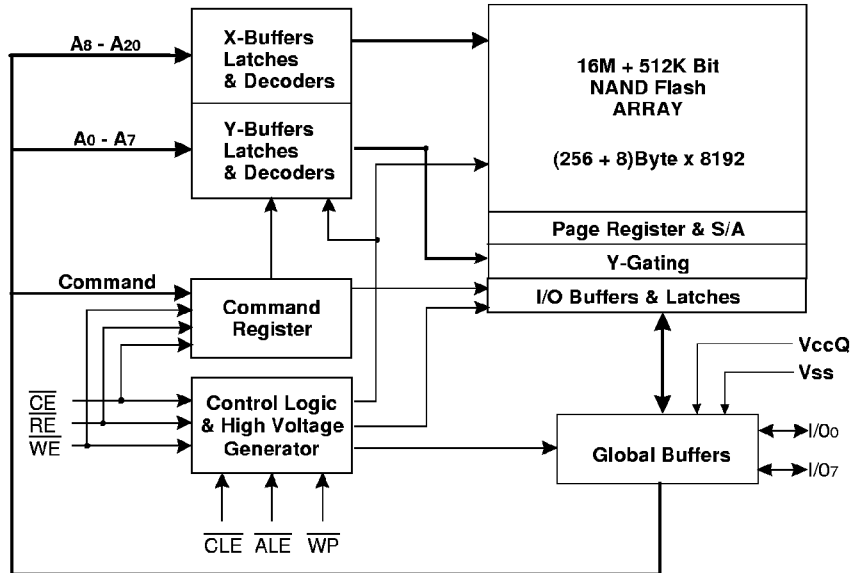 A8 - A20
X-Buffers
Latches
& Decoders
A0 - A7
Y-Buffers
Latches
& Decoders
16M + 512K Bit
NAND Flash
ARRAY
(256 + 8)Byte x 8192
Page Register & S/A
Y-Gating
I/O Buffers & Latches
Command
Command
Register
CE
RE
WE
Control Logic
& High Voltage
Generator
CLE ALE WP
VccQ
Vss
Global Buffers
I/O0
I/O7